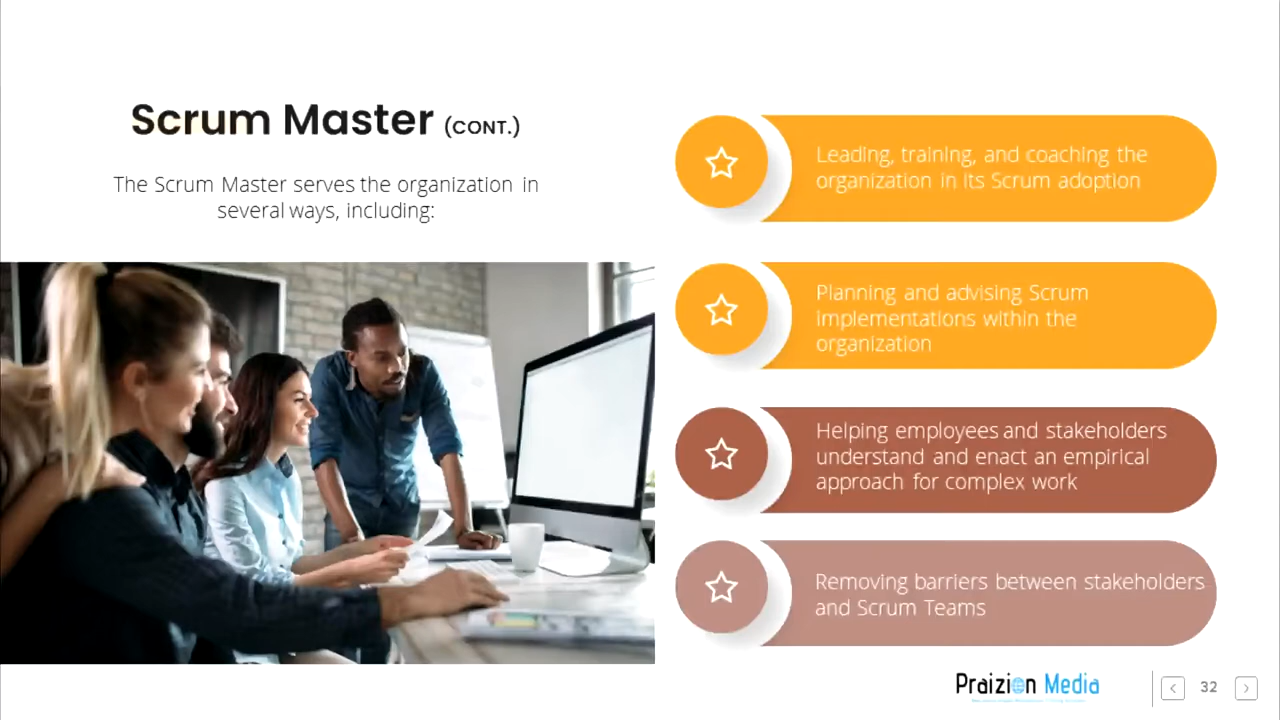 Scrum Master (CONT.)
The Scrum Master serves the organization in
several ways, including:
Leading, training, and coaching the
organization in its Scrum adoption
Planning and advising Scrum
implementations within the
organization
Helping employees and stakeholders
understand and enact an empirical
approach for complex work
Removing barriers between stakeholders
and Scrum Teams
Praizion Media
32